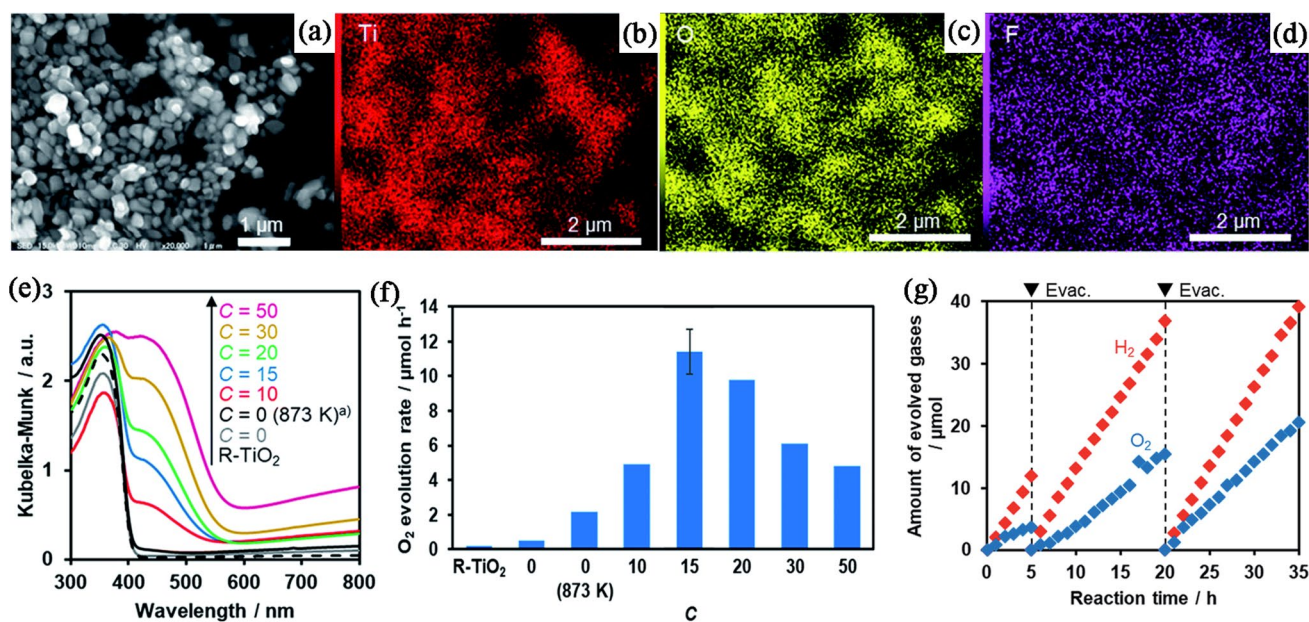 (a)
Ti
(b)
O
(c)
F
(d)
1 μm
2 μm
2 μm
2 μm
(e)
3
2
1
0
Kubelka-Munk / a.u.
C = 50
C = 30
C = 20
C = 15
C = 10
C = 0 (873 K)ᵃ⁾
C = 0
R-TiO₂
300 400 500 600 700 800
Wavelength / nm
(f)
14
12
10
8
6
4
2
0
O₂ evolution rate / μmol h⁻¹
R-TiO₂ 0 0 10 15 20 30 50
(873 K)
C
(g)
Evac. Evac.
40
30
20
10
0
Amount of evolved gases
/ μmol
H₂
O₂
0 5 10 15 20 25 30 35
Reaction time / h